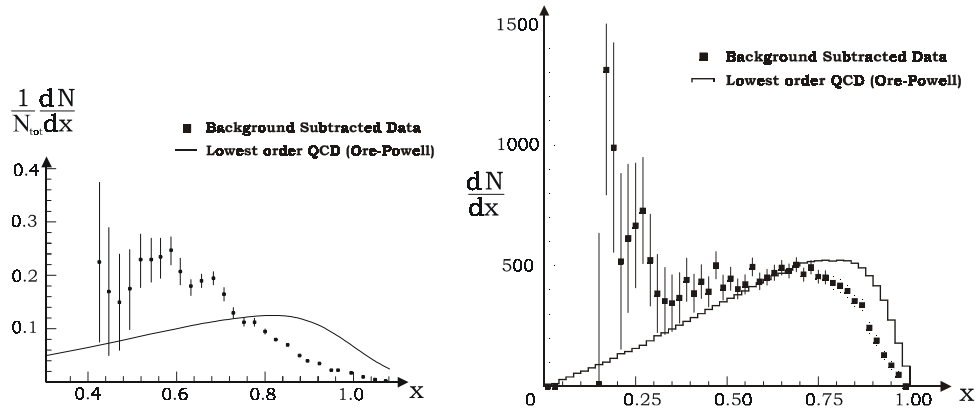 1 dN
N_tot dx
Background Subtracted Data
Lowest order QCD (Ore-Powell)
0.4
0.3
0.2
0.1
0.4 0.6 0.8 1.0 x
1500
Background Subtracted Data
Lowest order QCD (Ore-Powell)
1000
dN
dx
500
0 0.25 0.50 0.75 1.00 x